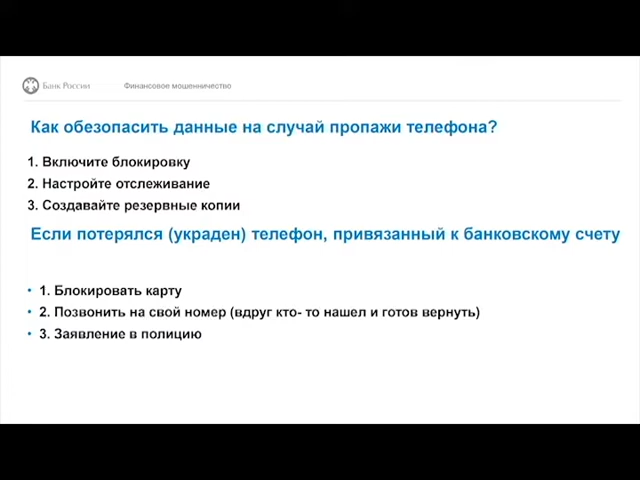 Банк России Финансовое мошенничество
Как обезопасить данные на случай пропажи телефона?
1. Включите блокировку
2. Настройте отслеживание
3. Создавайте резервные копии
Если потерялся (украден) телефон, привязанный к банковскому счету
• 1. Блокировать карту
• 2. Позвонить на свой номер (вдруг кто- то нашел и готов вернуть)
• 3. Заявление в полицию